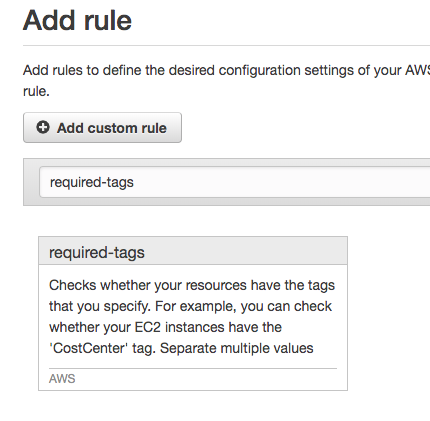 Add rule
Add rules to define the desired configuration settings of your AWS
rule.
Add custom rule
required-tags
required-tags
Checks whether your resources have the tags
that you specify. For example, you can check
whether your EC2 instances have the
'CostCenter' tag. Separate multiple values
AWS